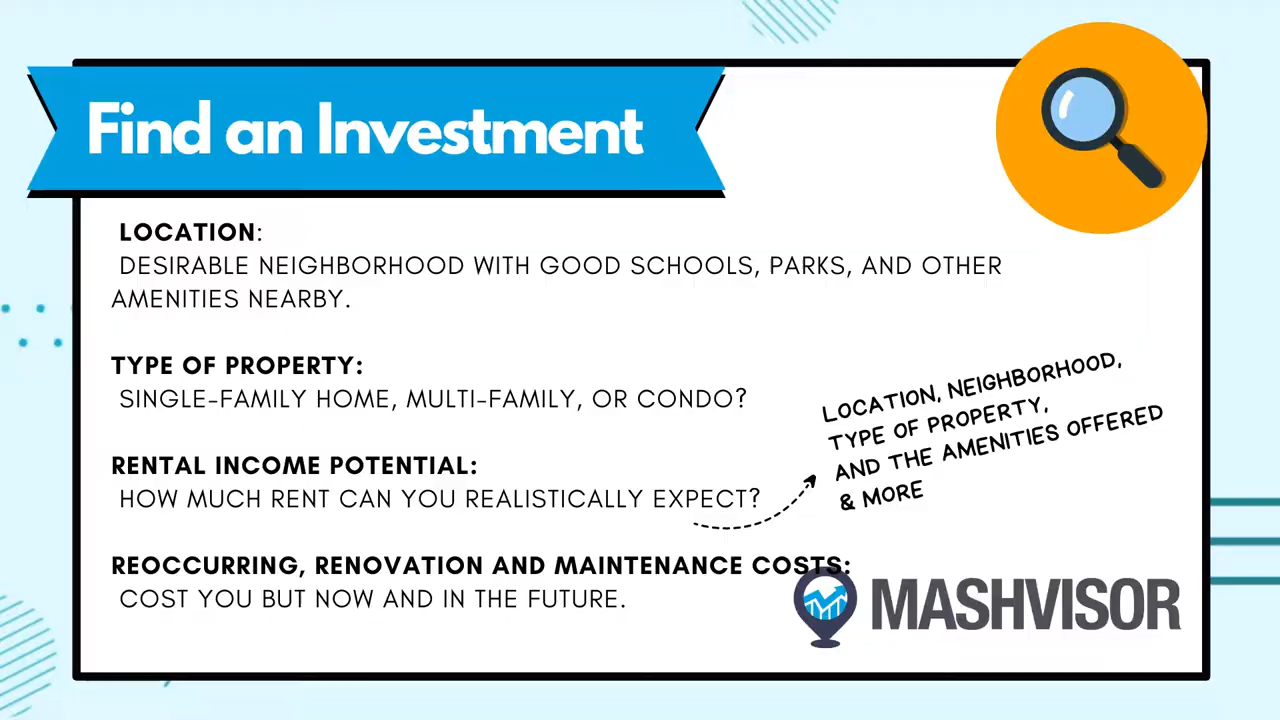 Find an Investment
LOCATION:
DESIRABLE NEIGHBORHOOD WITH GOOD SCHOOLS, PARKS, AND OTHER
AMENITIES NEARBY.
TYPE OF PROPERTY:
SINGLE-FAMILY HOME, MULTI-FAMILY, OR CONDO?
RENTAL INCOME POTENTIAL:
HOW MUCH RENT CAN YOU REALISTICALLY EXPECT?
LOCATION, NEIGHBORHOOD,
TYPE OF PROPERTY,
AND THE AMENITIES OFFERED
& MORE
REOCCURRING, RENOVATION AND MAINTENANCE COSTS:
COST YOU BUT NOW AND IN THE FUTURE.
MASHVISOR